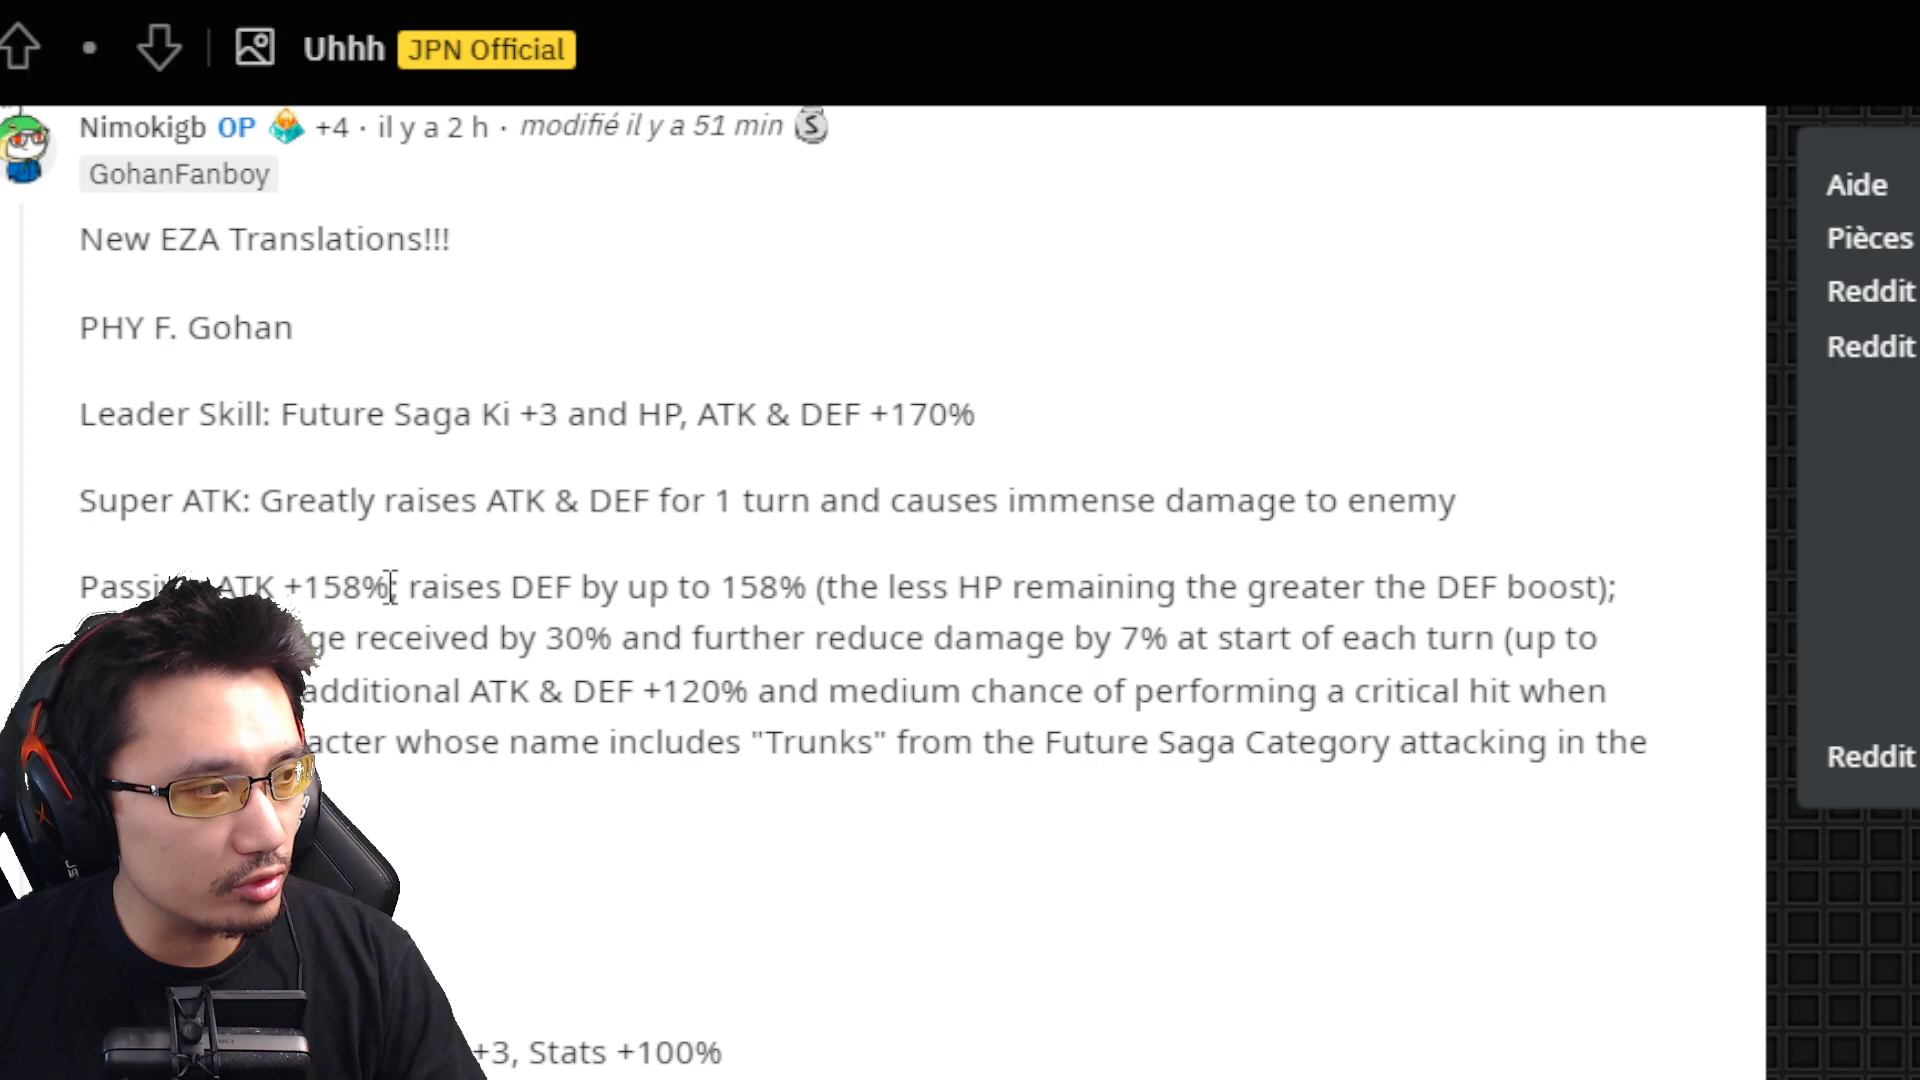 Uhhh JPN Official
Nimokigb OP +4 · il y a 2 h · modifié il y a 51 min
GohanFanboy
New EZA Translations!!!
PHY F. Gohan
Leader Skill: Future Saga Ki +3 and HP, ATK & DEF +170%
Super ATK: Greatly raises ATK & DEF for 1 turn and causes immense damage to enemy
ATK +158%; raises DEF by up to 158% (the less HP remaining the greater the DEF boost);
received by 30% and further reduce damage by 7% at start of each turn (up to
additional ATK & DEF +120% and medium chance of performing a critical hit when
whose name includes "Trunks" from the Future Saga Category attacking in the
+3, Stats +100%
Aide
Pièces
Reddit
Reddit
Reddit